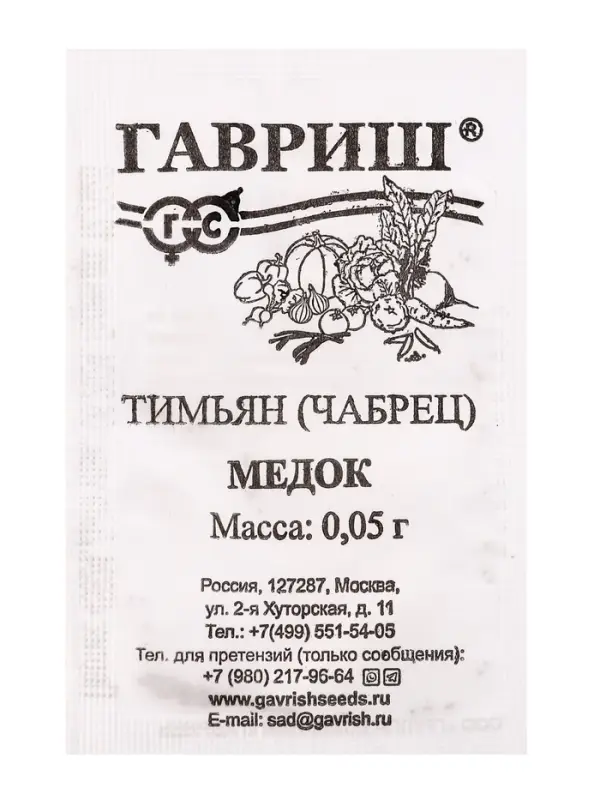 ГАВРИШ®
ГС
ТИМЬЯН (ЧАБРЕЦ)
МЕДОК
Масса: 0,05 г
Россия, 127287, Москва,
ул. 2-я Хуторская, д. 11
Тел.: +7(499) 551-54-05
Тел. для претензий (только сообщения):
+7 (980) 217-96-64
www.gavrishseeds.ru
E-mail: sad@gavrish.ru